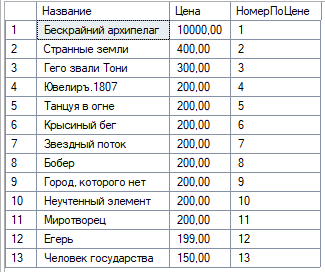 Название Цена НомерПоЦене
1 Бескрайний архипелаг 10000,00 1
2 Странные земли 400,00 2
3 Гего звали Тони 300,00 3
4 Ювелиръ.1807 200,00 4
5 Танцуя в огне 200,00 5
6 Крысиный бег 200,00 6
7 Звездный поток 200,00 7
8 Бобер 200,00 8
9 Город, которого нет 200,00 9
10 Неучтенный элемент 200,00 10
11 Миротворец 200,00 11
12 Егерь 199,00 12
13 Человек государства 150,00 13